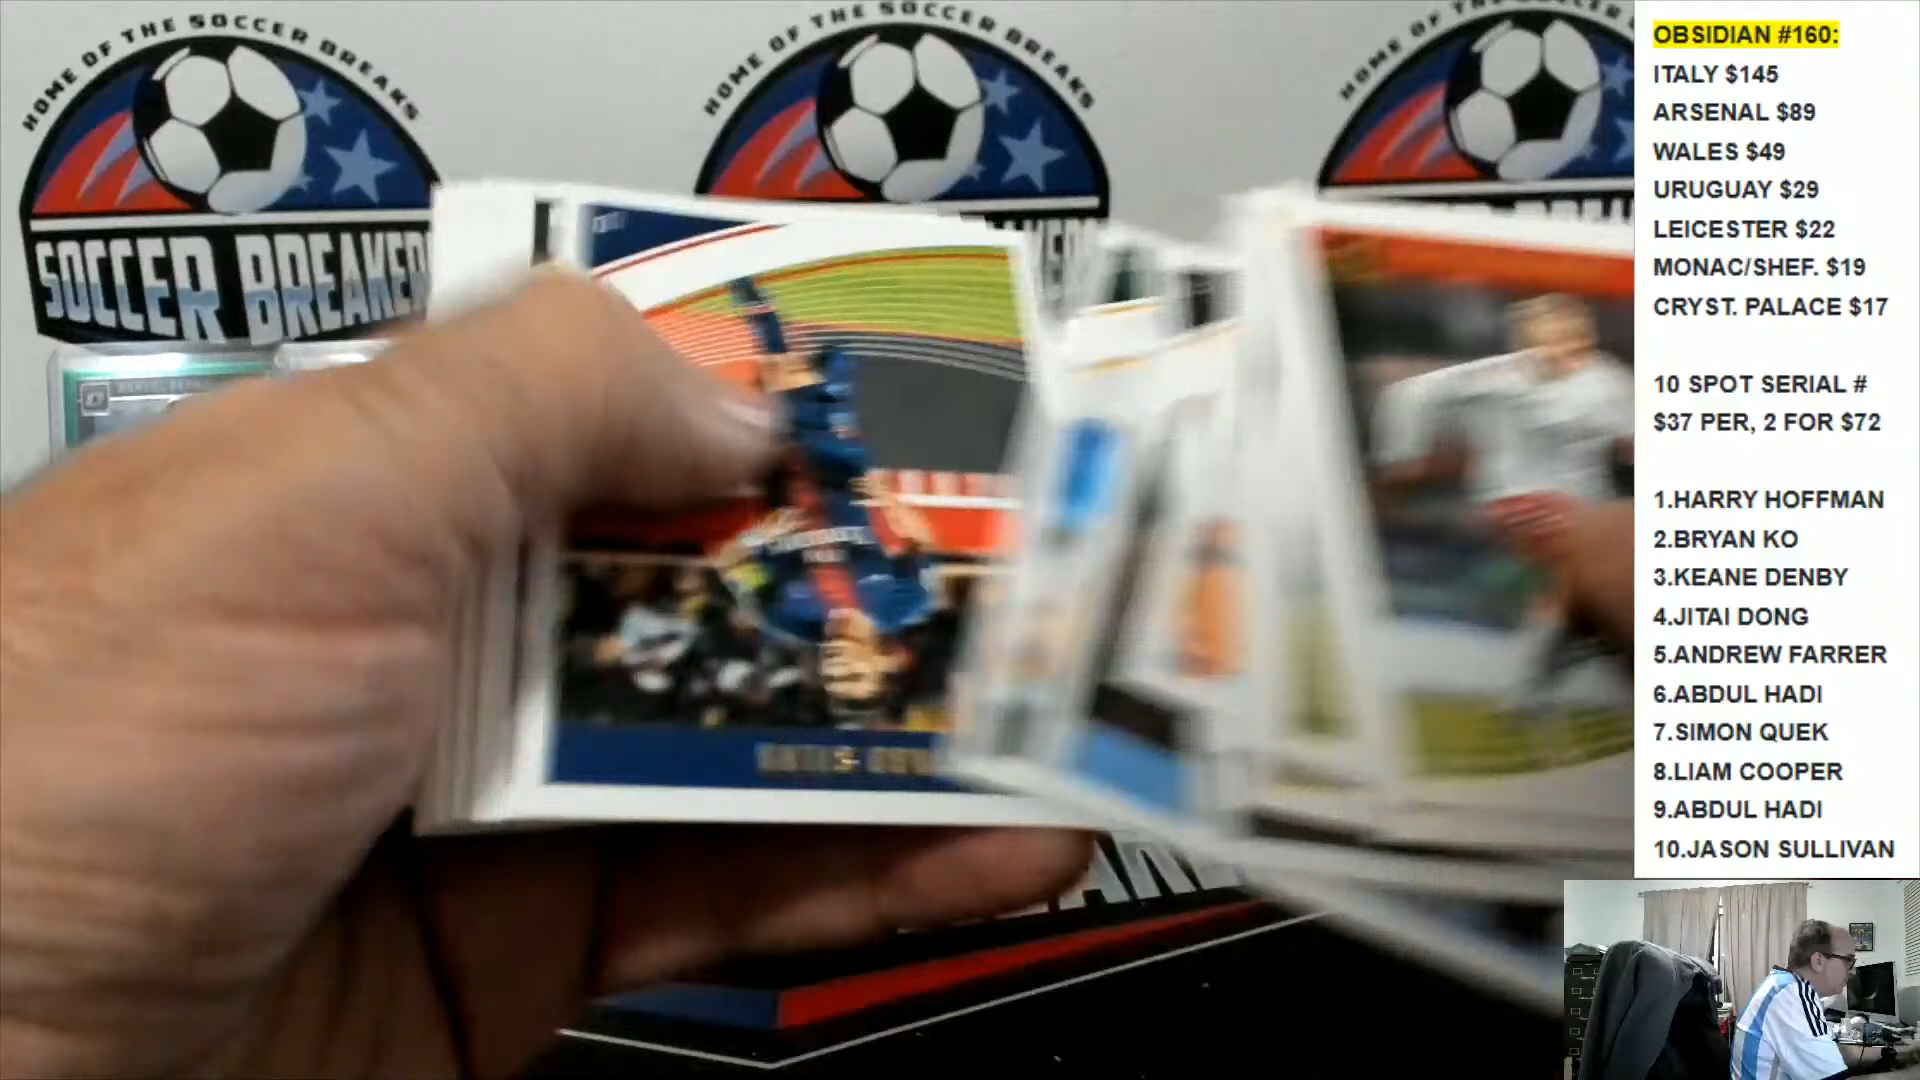 HOME OF THE SOCCER BREAKS
SOCCER BREAKER
HOME OF THE SOCCER BREAKS
HOME OF THE SOCCER BREAKS
OBSIDIAN #160:
ITALY $145
ARSENAL $89
WALES $49
URUGUAY $29
LEICESTER $22
MONAC/SHEF. $19
CRYST. PALACE $17
10 SPOT SERIAL #
$37 PER, 2 FOR $72
1.HARRY HOFFMAN
2.BRYAN KO
3.KEANE DENBY
4.JITAI DONG
5.ANDREW FARRER
6.ABDUL HADI
7.SIMON QUEK
8.LIAM COOPER
9.ABDUL HADI
10.JASON SULLIVAN